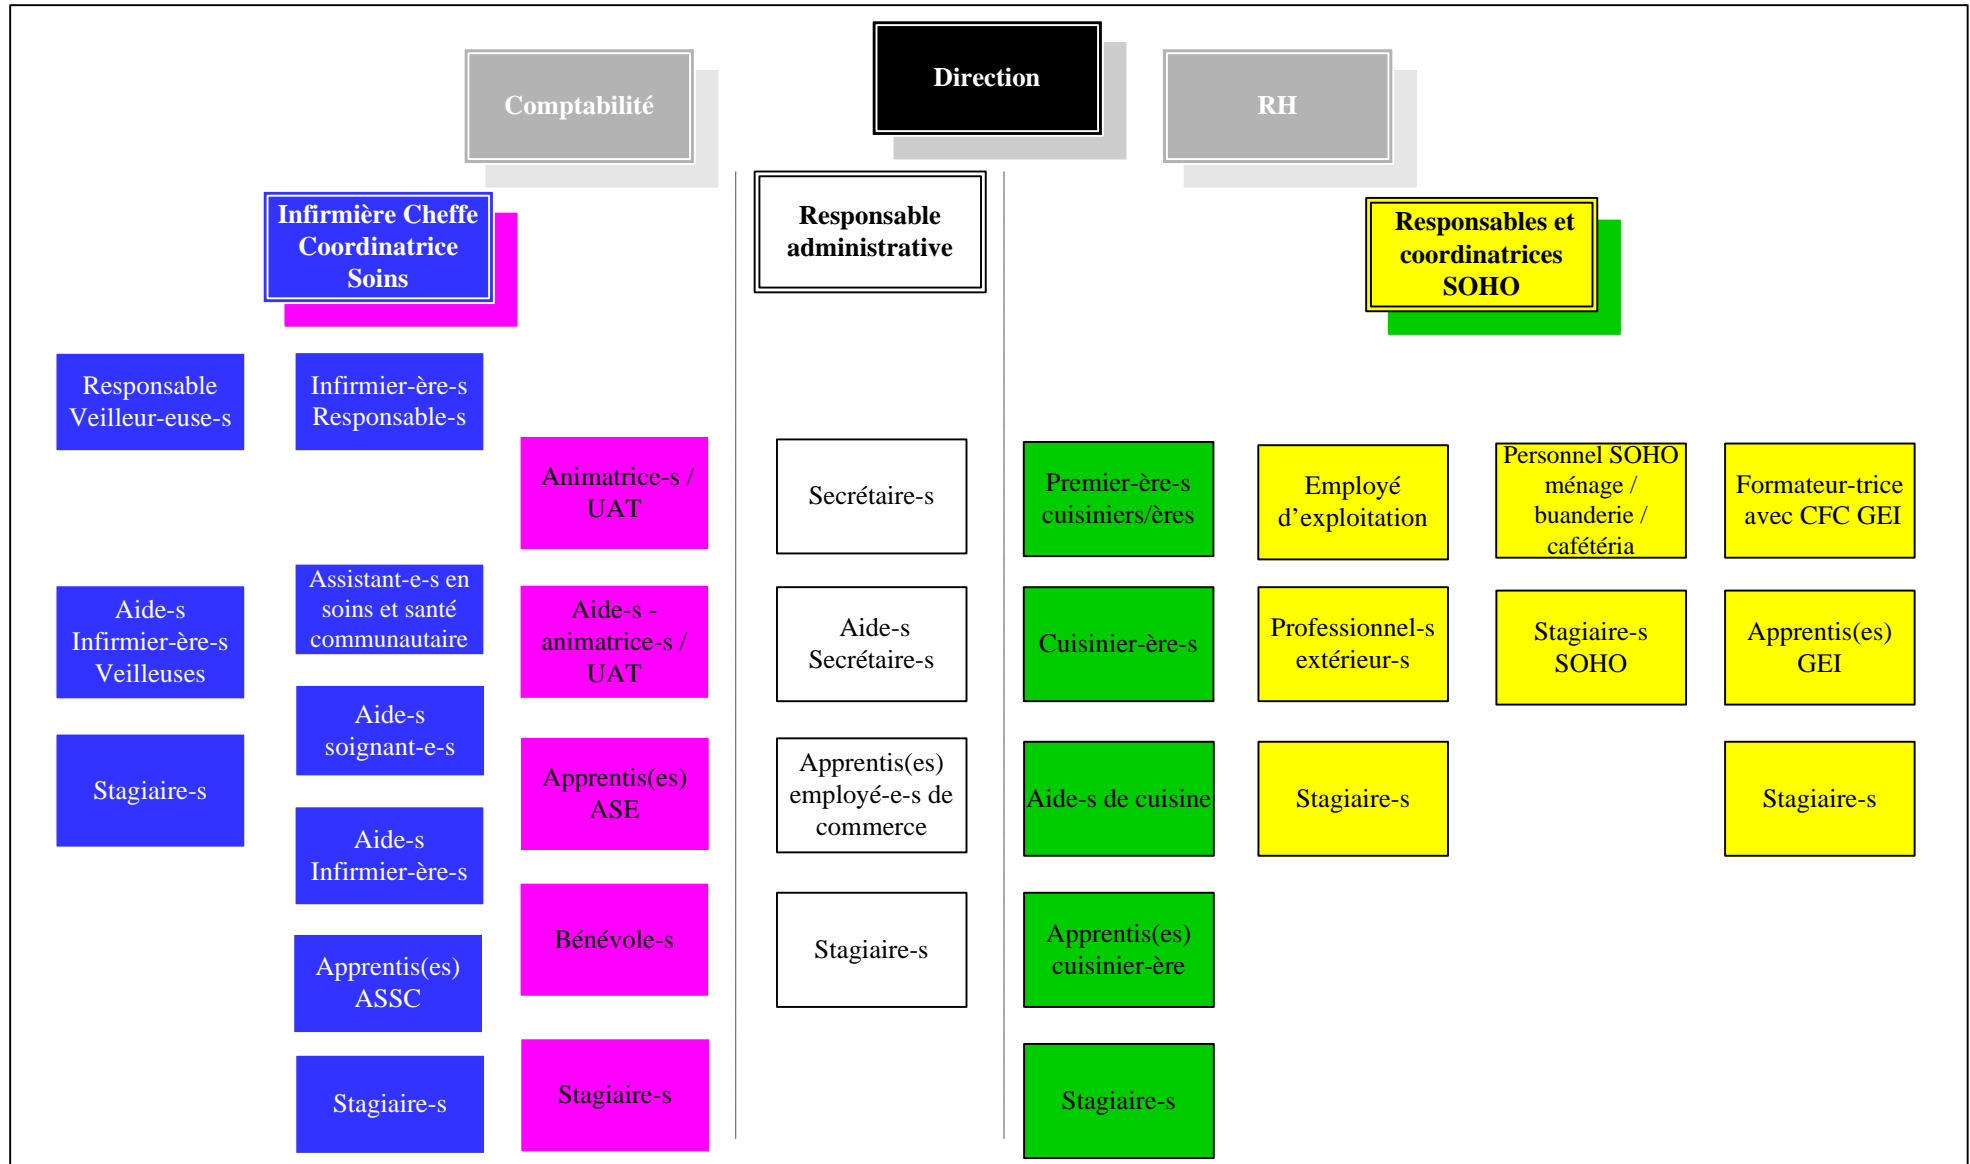 Comptabilité
Direction
RH
Infirmière Cheffe
Coordinatrice
Soins
Responsable
administrative
Responsables et
coordinatrices
SOHO
Responsable
Veilleur-euse-s
Aide-s
Infirmier-ère-s
Veilleuses
Stagiaire-s
Infirmier-ère-s
Responsable-s
Assistant-e-s en
soins et santé
communautaire
Aide-s
soignant-e-s
Aide-s
Infirmier-ère-s
Apprentis(es)
ASSC
Stagiaire-s
Animatrice-s /
UAT
Aide-s -
animatrice-s /
UAT
Apprentis(es)
ASE
Bénévole-s
Stagiaire-s
Secrétaire-s
Aide-s
Secrétaire-s
Apprentis(es)
employé-e-s de
commerce
Stagiaire-s
Premier-ère-s
cuisiniers/ères
Cuisinier-ère-s
Aide-s de cuisine
Apprentis(es)
cuisinier-ère
Stagiaire-s
Employé
d’exploitation
Professionnel-s
extérieur-s
Stagiaire-s
Personnel SOHO
ménage /
buanderie /
cafétéria
Stagiaire-s
SOHO
Formateur-trice
avec CFC GEI
Apprentis(es)
GEI
Stagiaire-s